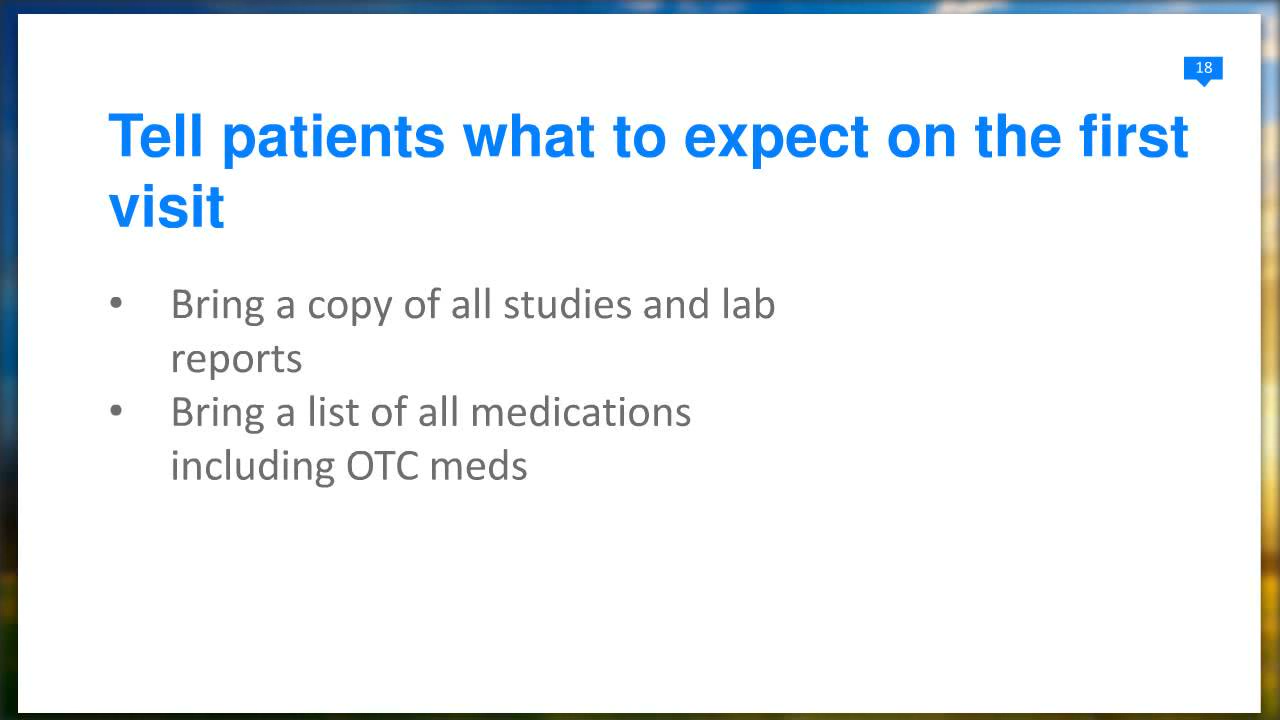 18
Tell patients what to expect on the first
visit
• Bring a copy of all studies and lab
reports
• Bring a list of all medications
including OTC meds